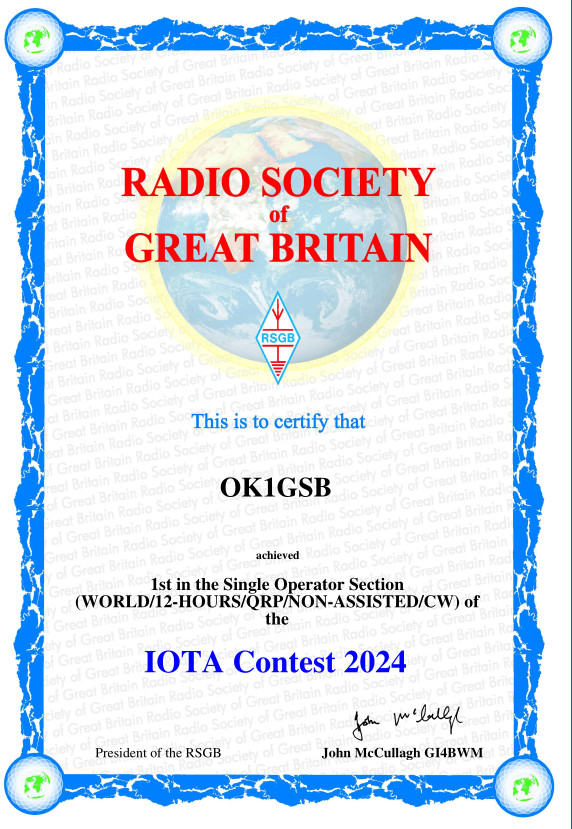 RADIO SOCIETY
of
GREAT BRITAIN
RSGB
This is to certify that
OK1GSB
achieved
1st in the Single Operator Section
(WORLD/12-HOURS/QRP/NON-ASSISTED/CW) of
the
IOTA Contest 2024
John McCullagh
President of the RSGB
John McCullagh GI4BWM